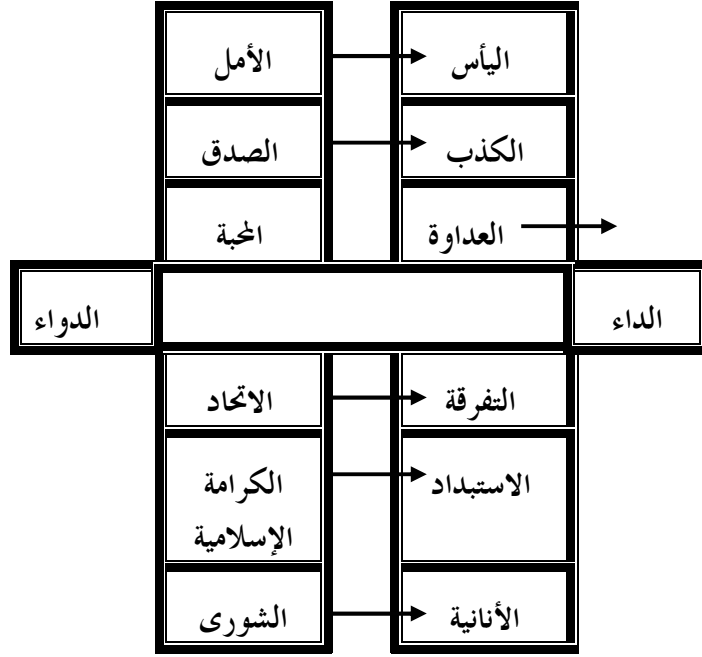 اليأس
الأمل
الكذب
الصدق
العداوة
المحبة
الداء
الدواء
التفرقة
الاتحاد
الاستبداد
الكرامة
الإسلامية
الأنانية
الشورى